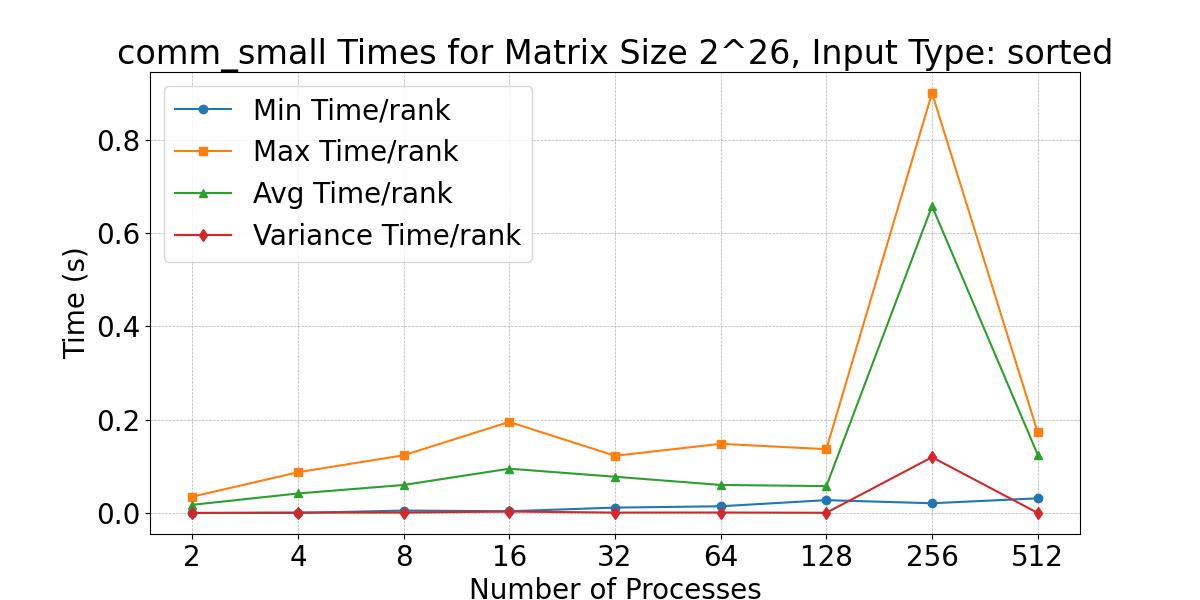 comm_small Times for Matrix Size 2^26, Input Type: sorted
Min Time/rank
Max Time/rank
Avg Time/rank
Variance Time/rank
Time (s)
0.8
0.6
0.4
0.2
0.0
2 4 8 16 32 64 128 256 512
Number of Processes